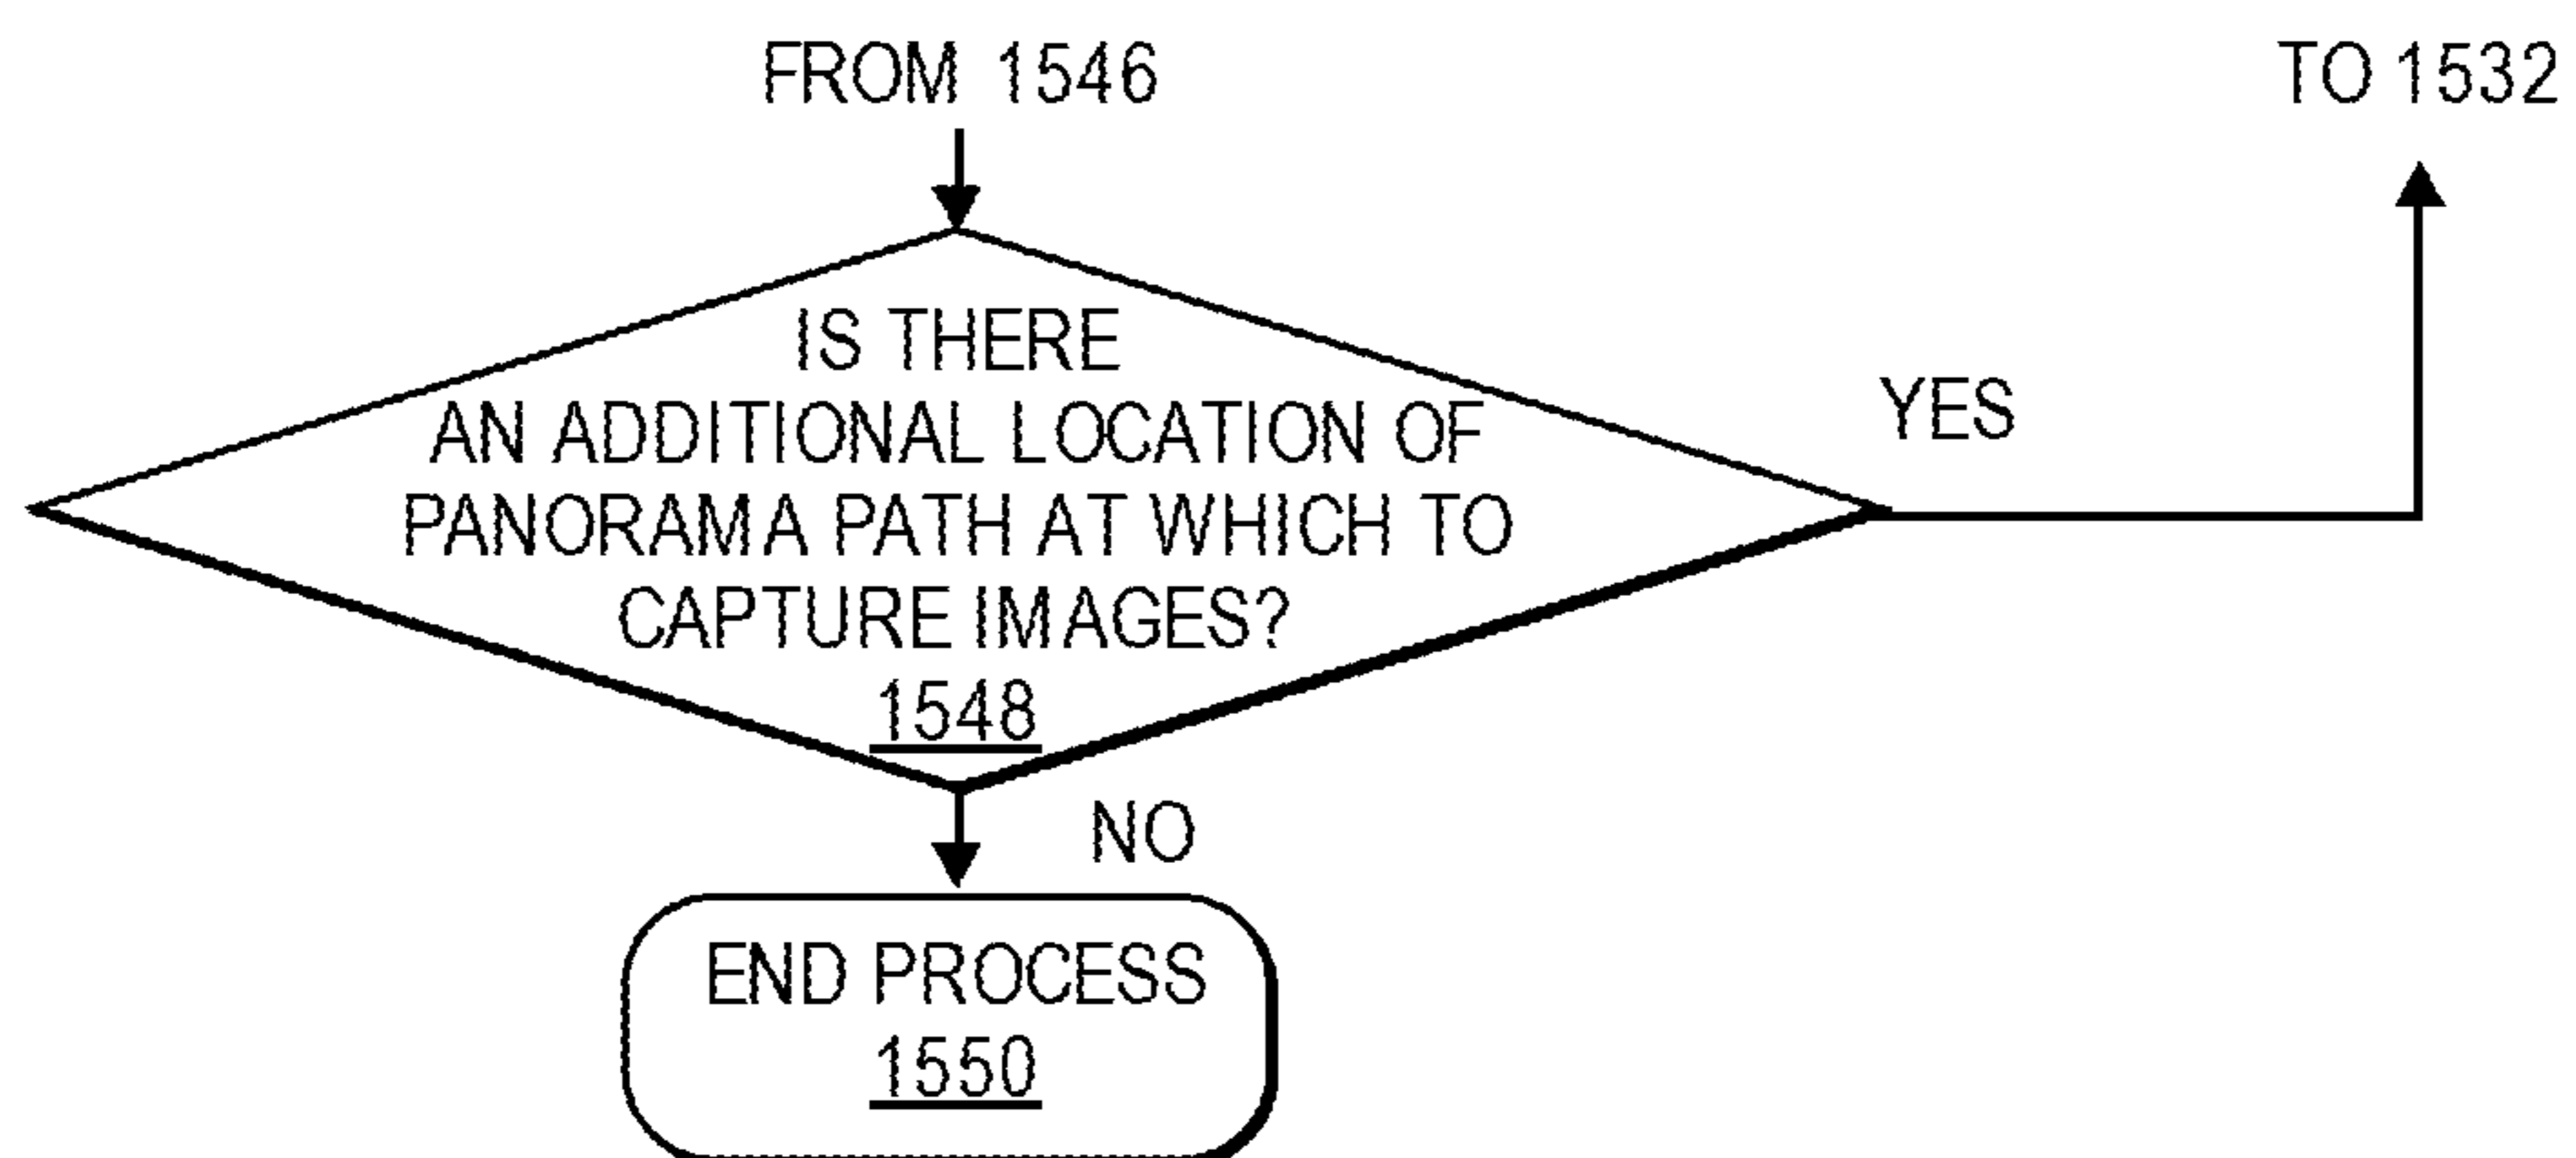 FROM 1546
TO 1532
IS THERE
AN ADDITIONAL LOCATION OF
PANORAMA PATH AT WHICH TO
CAPTURE IMAGES?
1548
YES
NO
END PROCESS
1550